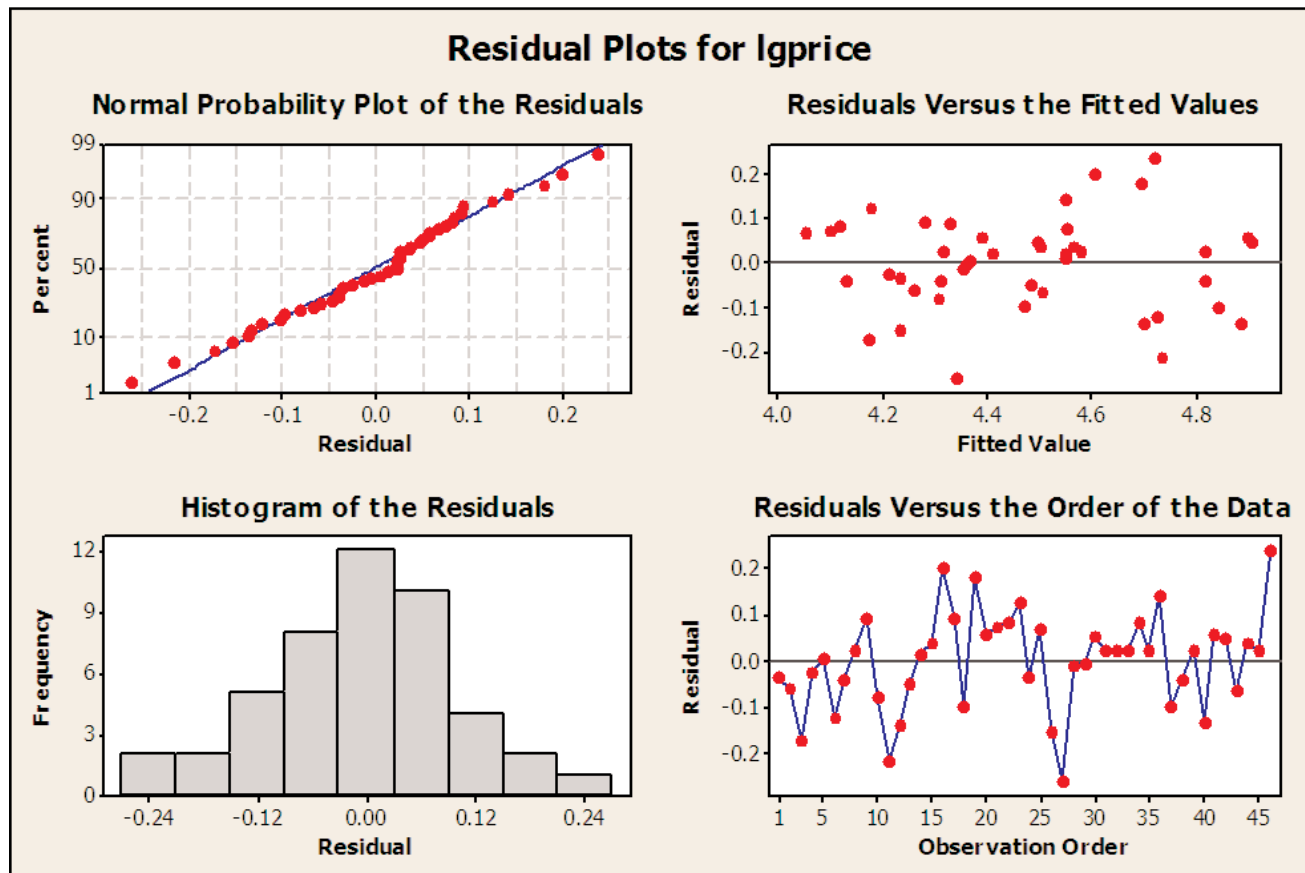 Residual Plots for lgprice
Normal Probability Plot of the Residuals
99
90
50
10
1
Percent
-0.2 -0.1 0.0 0.1 0.2
Residual
Residuals Versus the Fitted Values
0.2
0.1
0.0
-0.1
-0.2
Residual
4.0 4.2 4.4 4.6 4.8
Fitted Value
Histogram of the Residuals
12
9
6
3
0
Frequency
-0.24 -0.12 0.00 0.12 0.24
Residual
Residuals Versus the Order of the Data
0.2
0.1
0.0
-0.1
-0.2
Residual
1 5 10 15 20 25 30 35 40 45
Observation Order